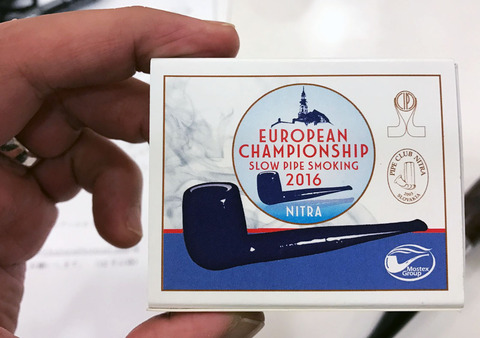 EUROPEAN
CHAMPIONSHIP
SLOW PIPE SMOKING
2016
NITRA
PIPE CLUB NITRA
SLOVAKIA
Mostex
Group